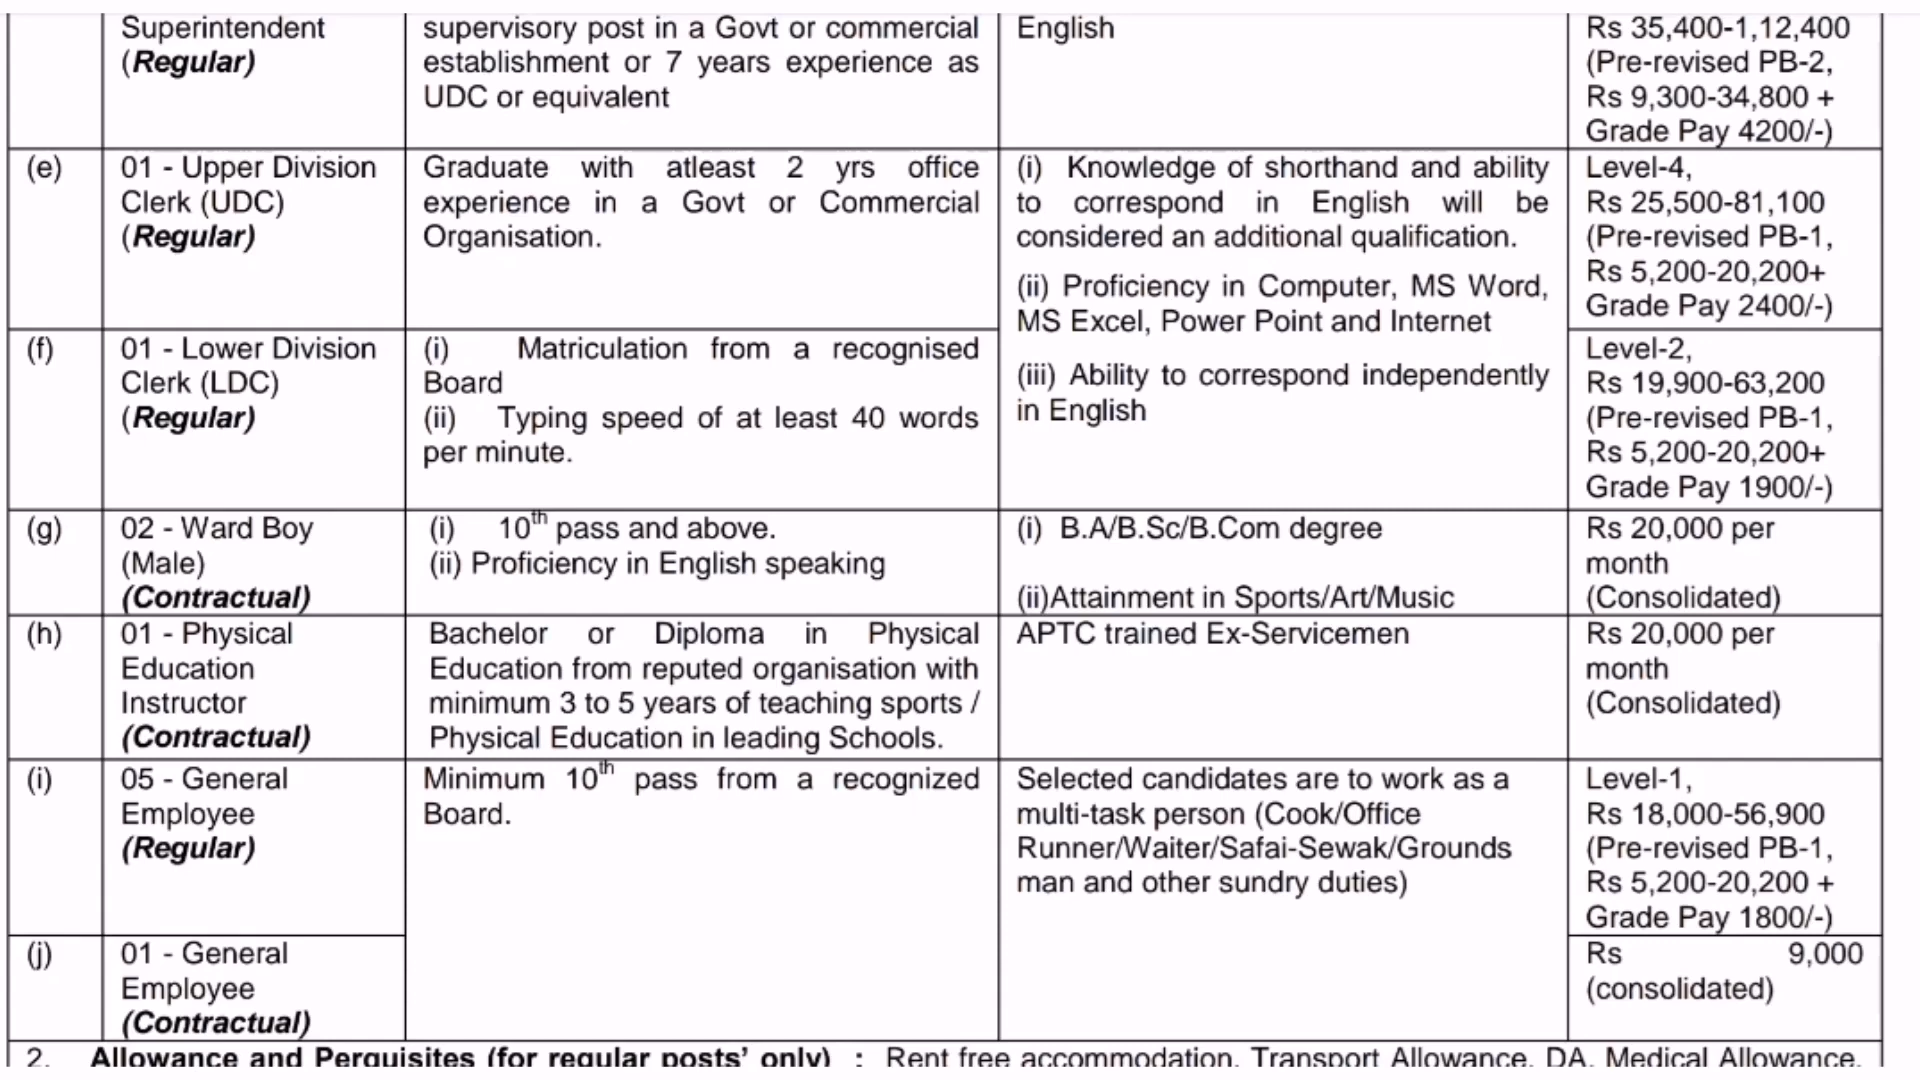 Superintendent
(Regular)
supervisory post in a Govt or commercial
establishment or 7 years experience as
UDC or equivalent
English
Rs 35,400-1,12,400
(Pre-revised PB-2,
Rs 9,300-34,800 +
Grade Pay 4200/-)
(e)
01 - Upper Division
Clerk (UDC)
(Regular)
Graduate with atleast 2 yrs office
experience in a Govt or Commercial
Organisation.
(i) Knowledge of shorthand and ability
to correspond in English will be
considered an additional qualification.
(ii) Proficiency in Computer, MS Word,
MS Excel, Power Point and Internet
(iii) Ability to correspond independently
in English
Level-4,
Rs 25,500-81,100
(Pre-revised PB-1,
Rs 5,200-20,200+
Grade Pay 2400/-)
(f)
01 - Lower Division
Clerk (LDC)
(Regular)
(i) Matriculation from a recognised
Board
(ii) Typing speed of at least 40 words
per minute.
Level-2,
Rs 19,900-63,200
(Pre-revised PB-1,
Rs 5,200-20,200+
Grade Pay 1900/-)
(g)
02 - Ward Boy
(Male)
(Contractual)
(i) 10th pass and above.
(ii) Proficiency in English speaking
(i) B.A/B.Sc/B.Com degree
(ii)Attainment in Sports/Art/Music
Rs 20,000 per
month
(Consolidated)
(h)
01 - Physical
Education
Instructor
(Contractual)
Bachelor or Diploma in Physical
Education from reputed organisation with
minimum 3 to 5 years of teaching sports /
Physical Education in leading Schools.
APTC trained Ex-Servicemen
Rs 20,000 per
month
(Consolidated)
(i)
05 - General
Employee
(Regular)
Minimum 10th pass from a recognized
Board.
Selected candidates are to work as a
multi-task person (Cook/Office
Runner/Waiter/Safai-Sewak/Grounds
man and other sundry duties)
Level-1,
Rs 18,000-56,900
(Pre-revised PB-1,
Rs 5,200-20,200 +
Grade Pay 1800/-)
(j)
01 - General
Employee
(Contractual)
Rs 9,000
(consolidated)
2. Allowance and Perquisites (for regular posts' only) : Rent free accommodation, Transport Allowance, DA, Medical Allowance,